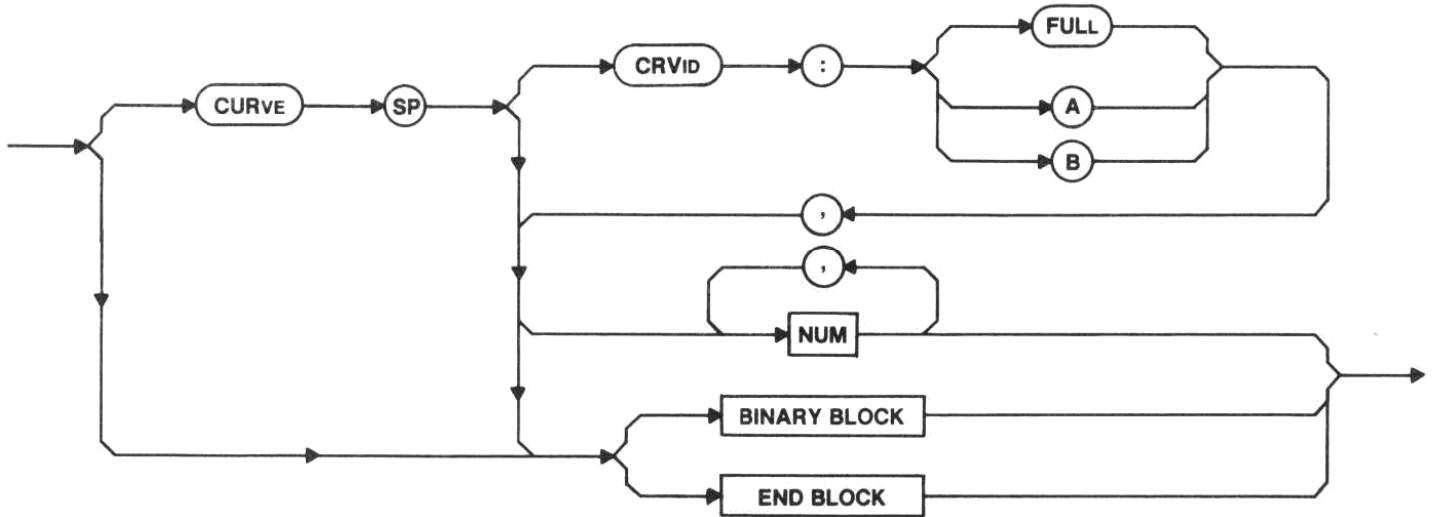 FULL
CRVID :
CURVE SP
A
B
,
,
NUM
BINARY BLOCK
END BLOCK